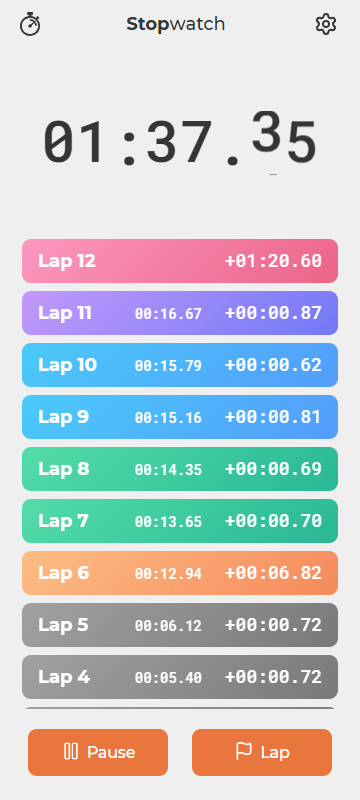 Stopwatch
01:37.35
Lap 12 +01:20.60
Lap 11 00:16.67 +00:00.87
Lap 10 00:15.79 +00:00.62
Lap 9 00:15.16 +00:00.81
Lap 8 00:14.35 +00:00.69
Lap 7 00:13.65 +00:00.70
Lap 6 00:12.94 +00:06.82
Lap 5 00:06.12 +00:00.72
Lap 4 00:05.40 +00:00.72
Pause Lap